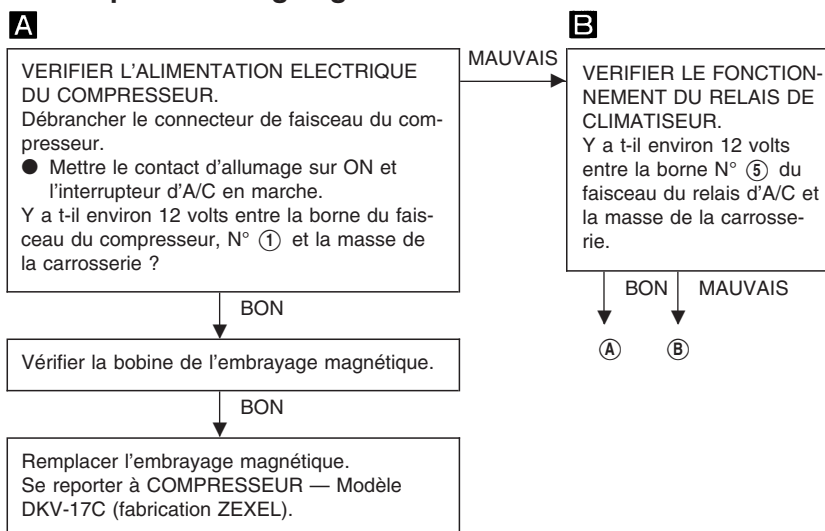 A
VERIFIER L'ALIMENTATION ELECTRIQUE
DU COMPRESSEUR.
Débrancher le connecteur de faisceau du com-
presseur.
● Mettre le contact d'allumage sur ON et
l'interrupteur d'A/C en marche.
Y a t-il environ 12 volts entre la borne du fais-
ceau du compresseur, N° ① et la masse de
la carrosserie ?
MAUVAIS
B
VERIFIER LE FONCTION-
NEMENT DU RELAIS DE
CLIMATISEUR.
Y a t-il environ 12 volts
entre la borne N° ⑤ du
faisceau du relais d'A/C et
la masse de la carrosse-
rie.
BON
MAUVAIS
Ⓐ
Ⓑ
BON
Vérifier la bobine de l'embrayage magnétique.
BON
Remplacer l'embrayage magnétique.
Se reporter à COMPRESSEUR — Modèle
DKV-17C (fabrication ZEXEL).